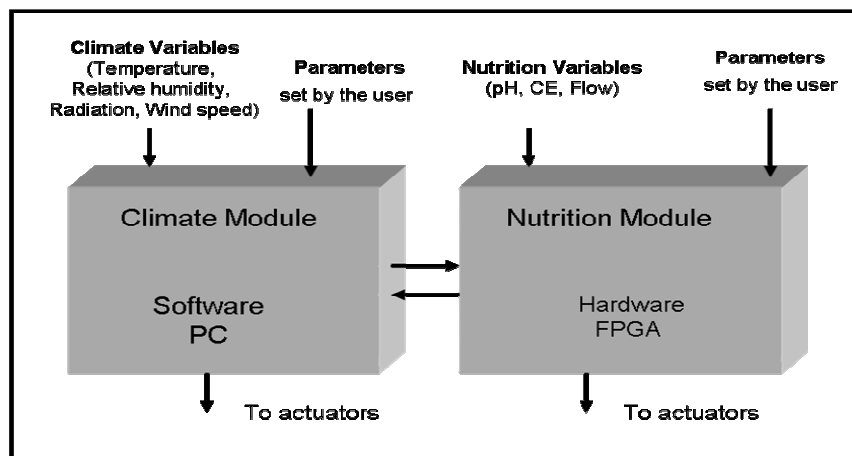 Climate Variables
(Temperature,
Relative humidity,
Radiation, Wind speed)
Parameters
set by the user
Nutrition Variables
(pH, CE, Flow)
Parameters
set by the user
Climate Module
Software
PC
Nutrition Module
Hardware
FPGA
To actuators
To actuators